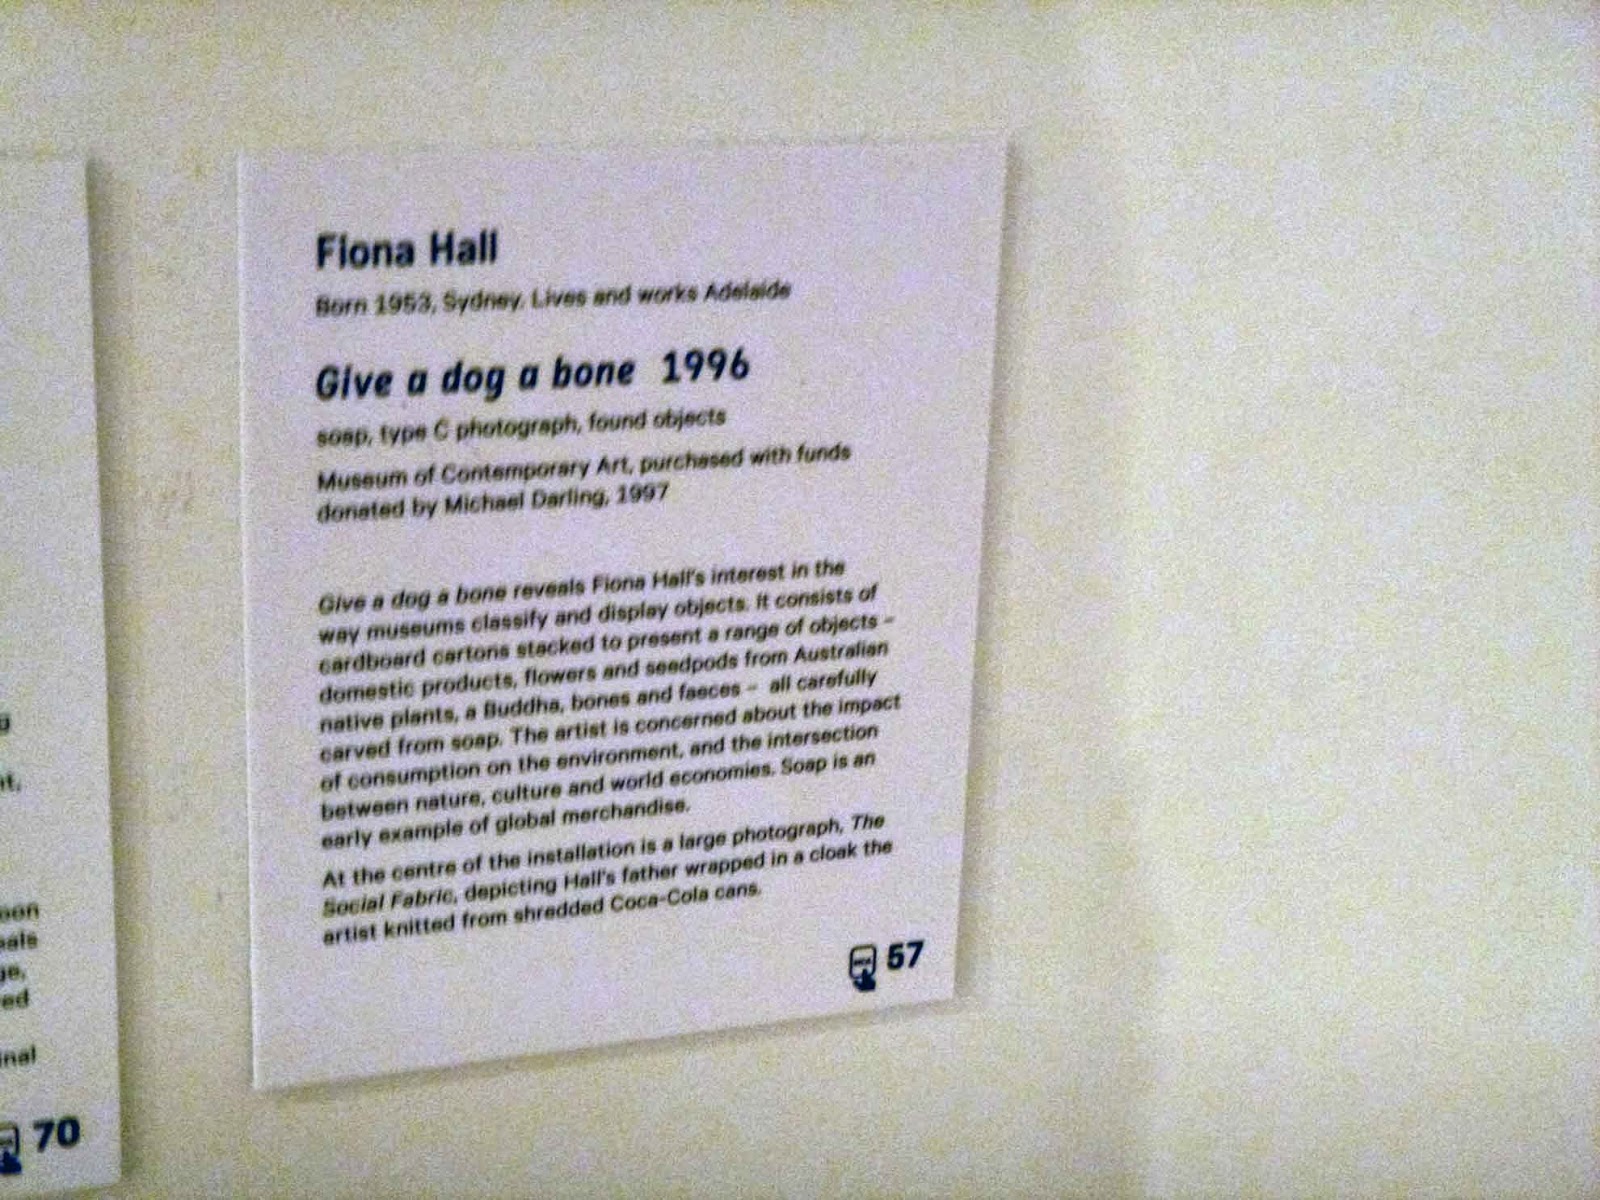 Fiona Hall
Born 1953, Sydney. Lives and works Adelaide
Give a dog a bone 1996
soap, type C photograph, found objects
Museum of Contemporary Art, purchased with funds
donated by Michael Darling, 1997
Give a dog a bone reveals Fiona Hall's interest in the
way museums classify and display objects. It consists of
cardboard cartons stacked to present a range of objects –
domestic products, flowers and seedpods from Australian
native plants, a Buddha, bones and faeces – all carefully
carved from soap. The artist is concerned about the impact
of consumption on the environment, and the intersection
between nature, culture and world economies. Soap is an
early example of global merchandise.
At the centre of the installation is a large photograph, The
Social Fabric, depicting Hall's father wrapped in a cloak the
artist knitted from shredded Coca-Cola cans.
57
70